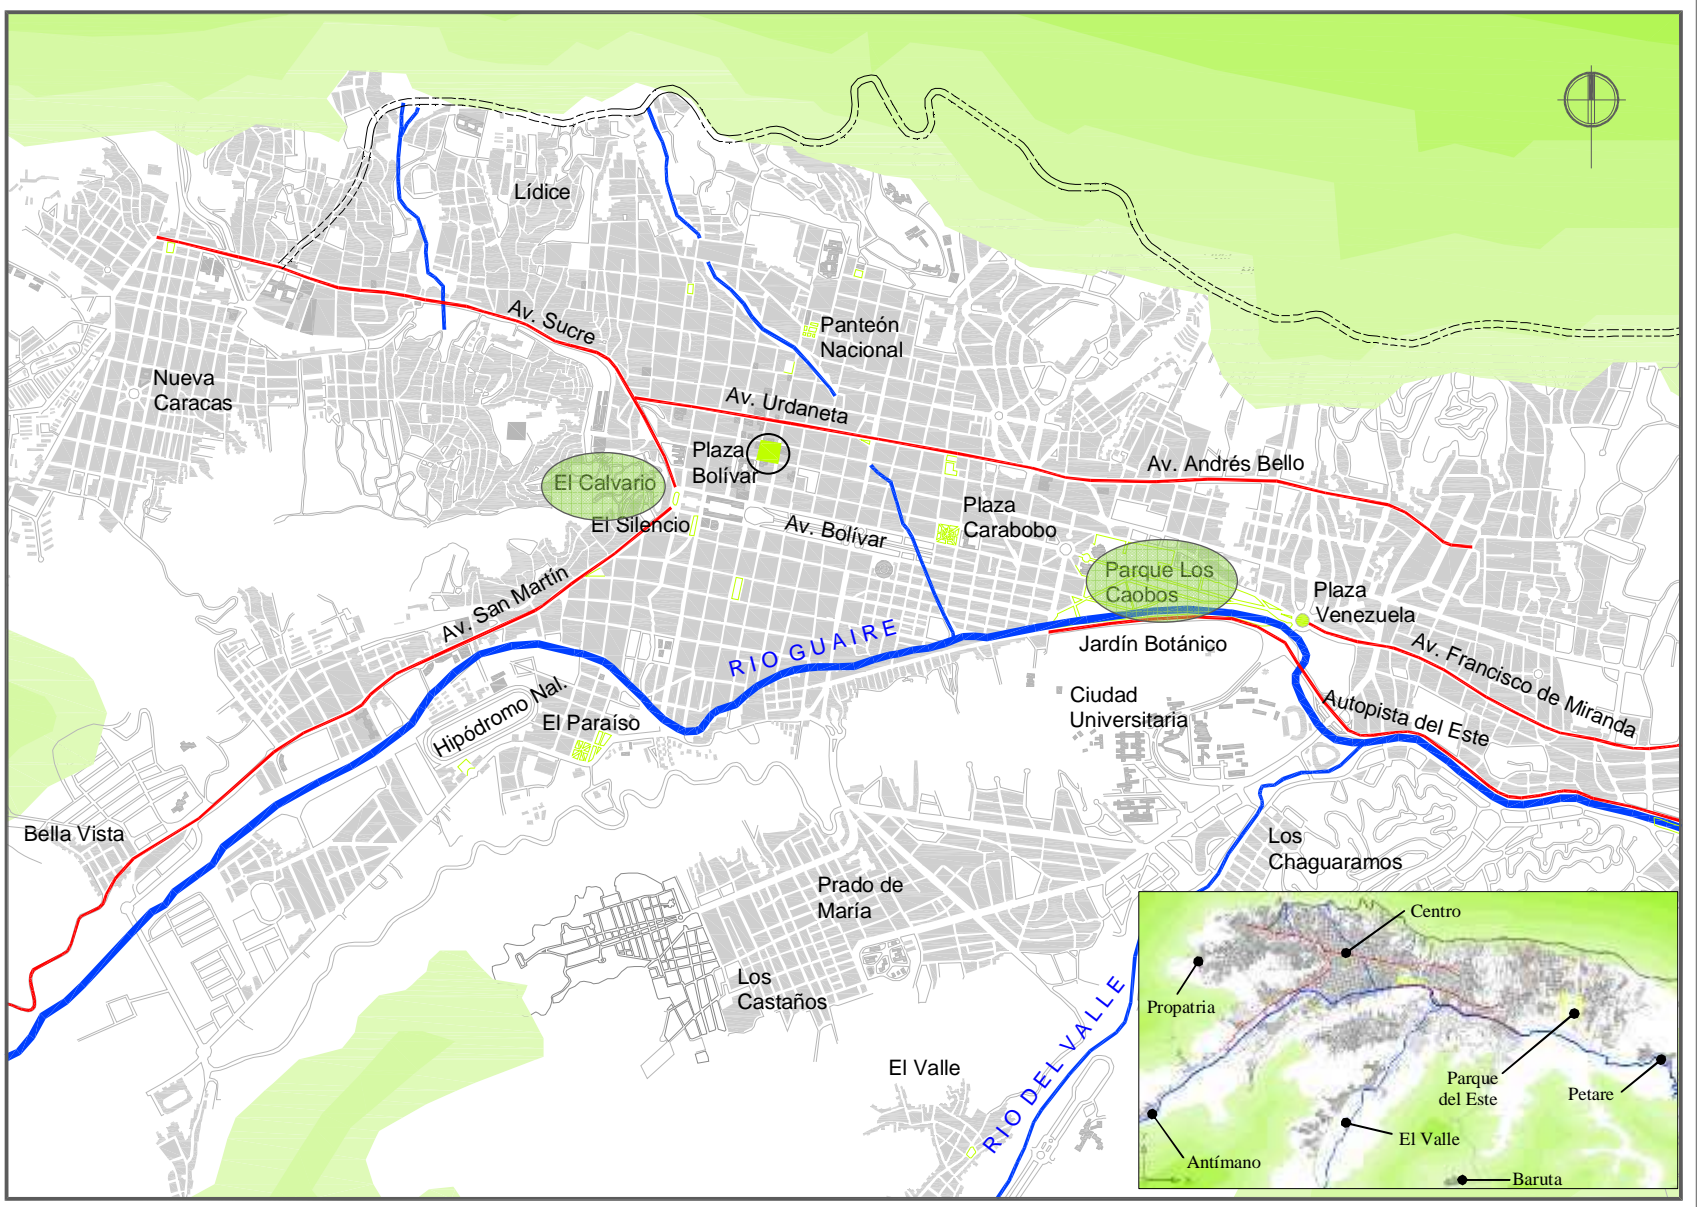 Lídice
Av. Sucre
Panteón
Nacional
Nueva
Caracas
Av. Urdaneta
Plaza
Bolívar
Av. Andrés Bello
El Calvario
El Silencio
Av. Bolívar
Plaza
Carabobo
Parque Los
Caobos
Plaza
Venezuela
Av. San Martín
RIO GUAIRE
Jardín Botánico
Av. Francisco de Miranda
Ciudad
Universitaria
Autopista del Este
Hipódromo Nal.
El Paraíso
Bella Vista
Los
Chaguaramos
Prado de
María
Los
Castaños
El Valle
RIO DEL VALLE
Centro
Propatria
Parque
del Este
Petare
El Valle
Antímano
Baruta